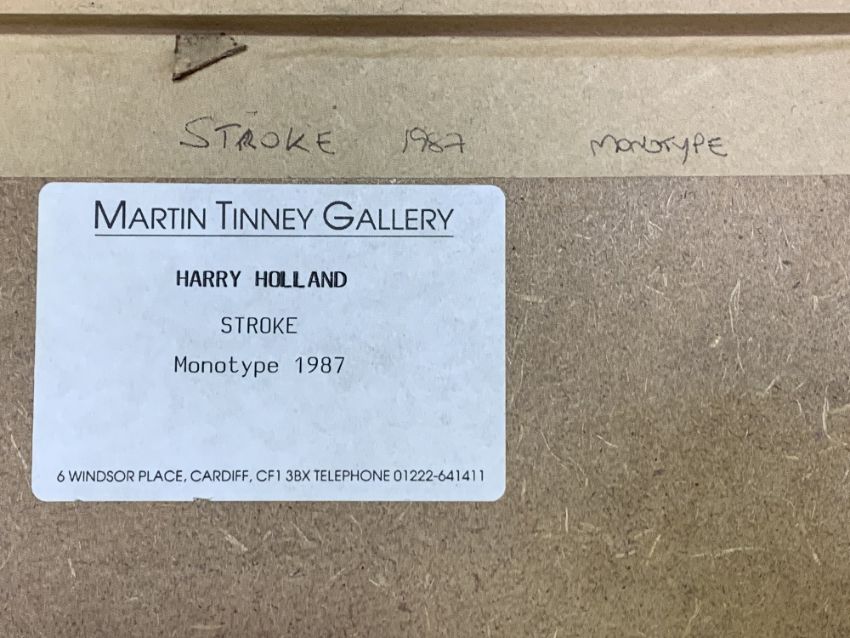 STROKE 1987 MONOTYPE
MARTIN TINNEY GALLERY
HARRY HOLLAND
STROKE
Monotype 1987
6 WINDSOR PLACE, CARDIFF, CF1 3BX TELEPHONE 01222-641411